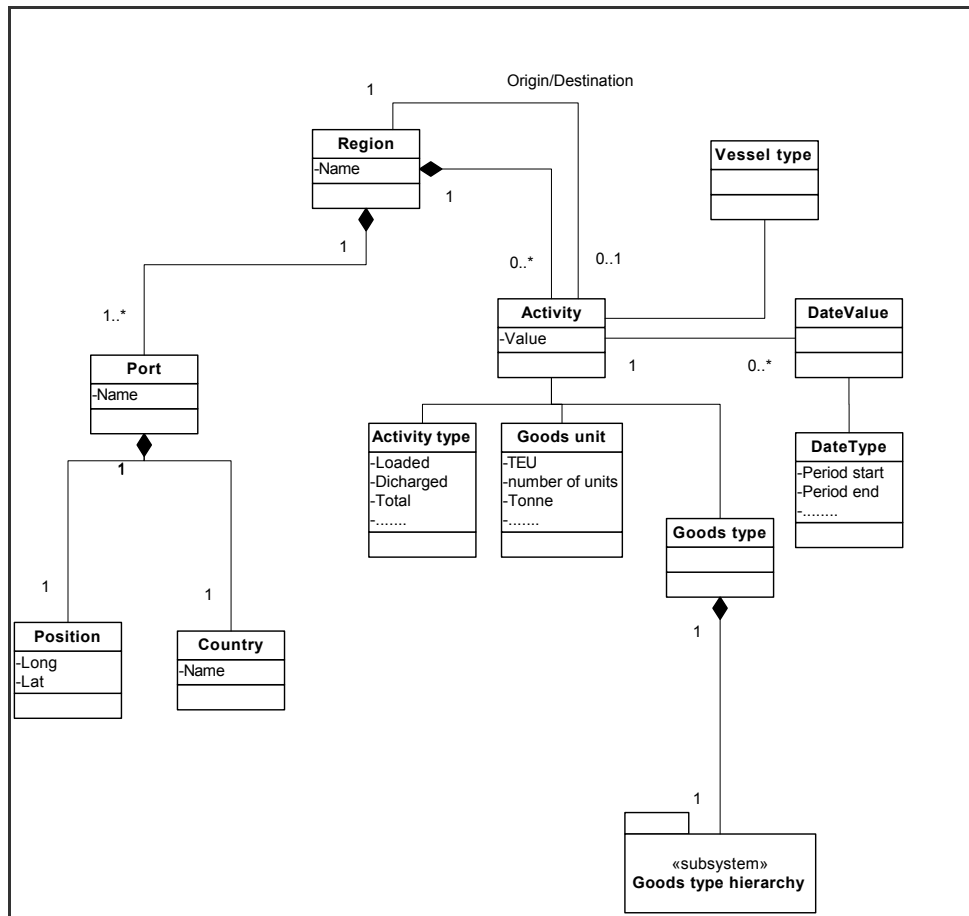 Origin/Destination
1
Region
-Name
Vessel type
1
1
0..*
0..1
1..*
Activity
-Value
DateValue
1
0..*
Port
-Name
Activity type
-Loaded
-Dicharged
-Total
-.......
Goods unit
-TEU
-number of units
-Tonne
-.......
DateType
-Period start
-Period end
-........
1
Goods type
1
1
1
Position
-Long
-Lat
Country
-Name
1
«subsystem»
Goods type hierarchy